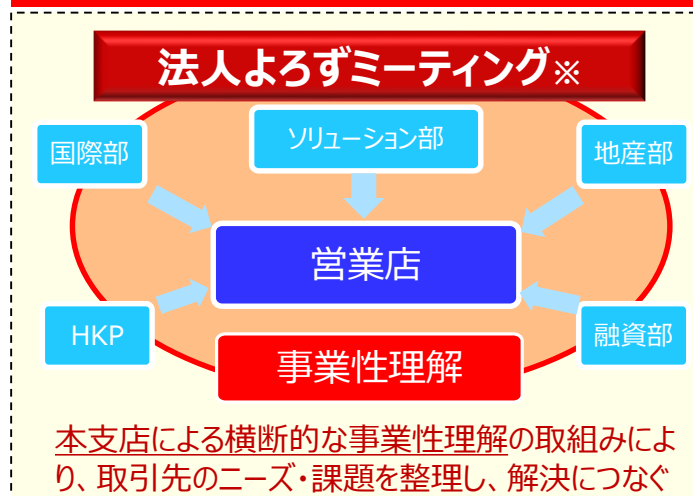 法人よろずミーティング※
国際部
ソリューション部
地産部
営業店
HKP
融資部
事業性理解
本支店による横断的な事業性理解の取組みによ
り、取引先のニーズ・課題を整理し、解決につなぐ